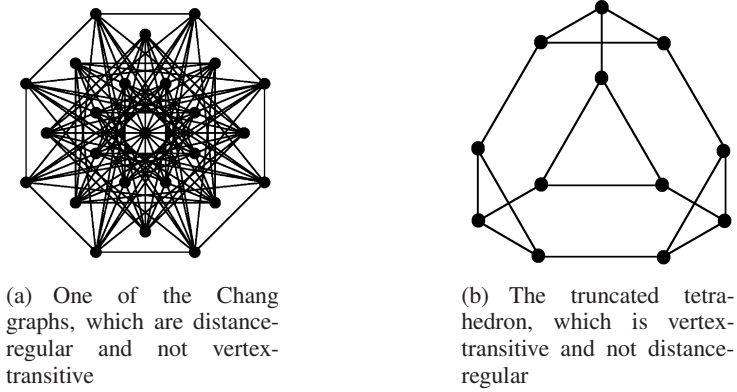 (a) One of the Chang
graphs, which are distance-
regular and not vertex-
transitive
(b) The truncated tetra-
hedron, which is vertex-
transitive and not distance-
regular